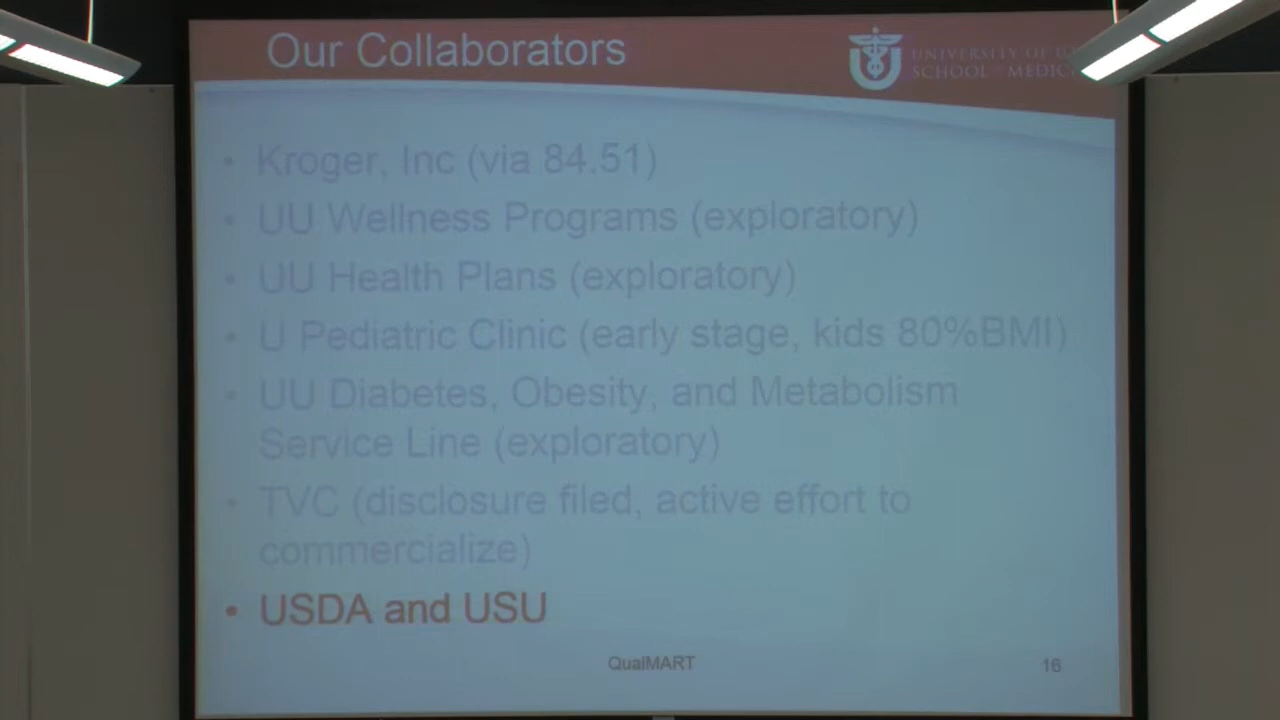 Our Collaborators
UNIVERSITY OF
SCHOOL OF
• Kroger, Inc (via 84.51)
• UU Wellness Programs (exploratory)
• UU Health Plans (exploratory)
• U Pediatric Clinic (early stage, kids 80%BMI)
• UU Diabetes, Obesity, and Metabolism
Service Line (exploratory)
• TVC (disclosure filed, active effort to
commercialize)
• USDA and USU
QualMART
16